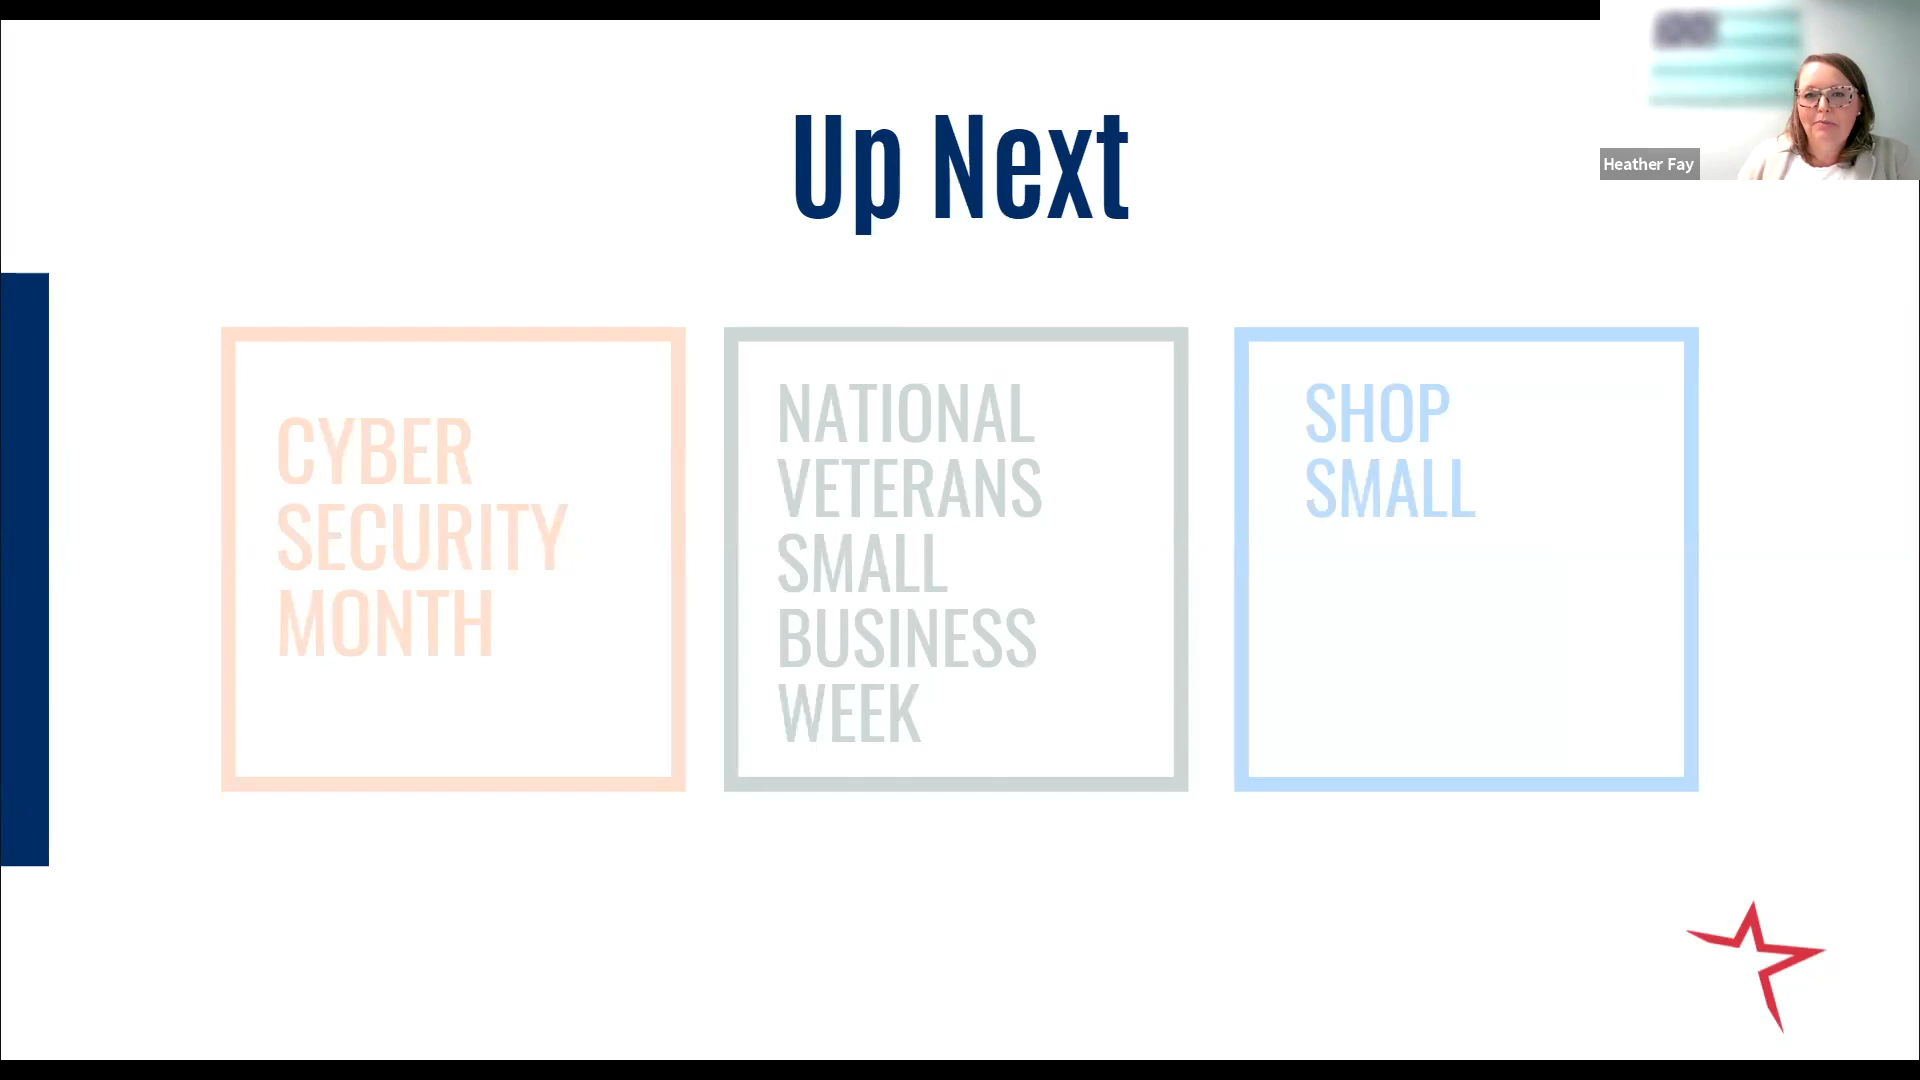 Up Next
Heather Fay
CYBER
SECURITY
MONTH
NATIONAL
VETERANS
SMALL
BUSINESS
WEEK
SHOP
SMALL